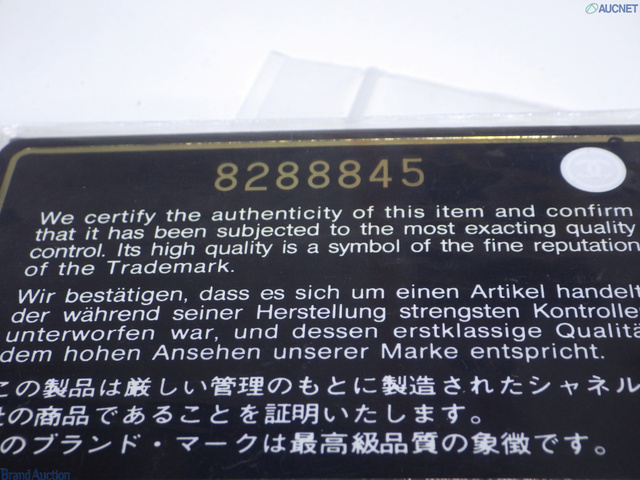 AUCNET
8288845
We certify the authenticity of this item and confirm
that it has been subjected to the most exacting quality
control. Its high quality is a symbol of the fine reputation
of the Trademark.
Wir bestätigen, dass es sich um einen Artikel handelt
der während seiner Herstellung strengsten Kontrolle
unterworfen war, und dessen erstklassige Qualitä
dem hohen Ansehen unserer Marke entspricht.
この製品は厳しい管理のもとに製造されたシャネル
社の商品であることを証明いたします。
のブランド・マークは最高級品質の象徴です。
Brand Auction